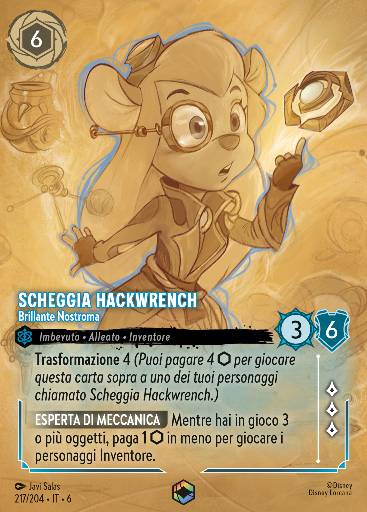 6
SCHEGGIA HACKWRENCH
Brillante Nostroma
Imbevuto • Alleato • Inventore
3
6
Trasformazione 4 (Puoi pagare 4 ⬡ per giocare
questa carta sopra a uno dei tuoi personaggi
chiamato Scheggia Hackwrench.)
ESPERTA DI MECCANICA Mentre hai in gioco 3
o più oggetti, paga 1 ⬡ in meno per giocare i
personaggi Inventore.
Javi Salas
217/204 • IT • 6
©Disney
Disney Lorcana